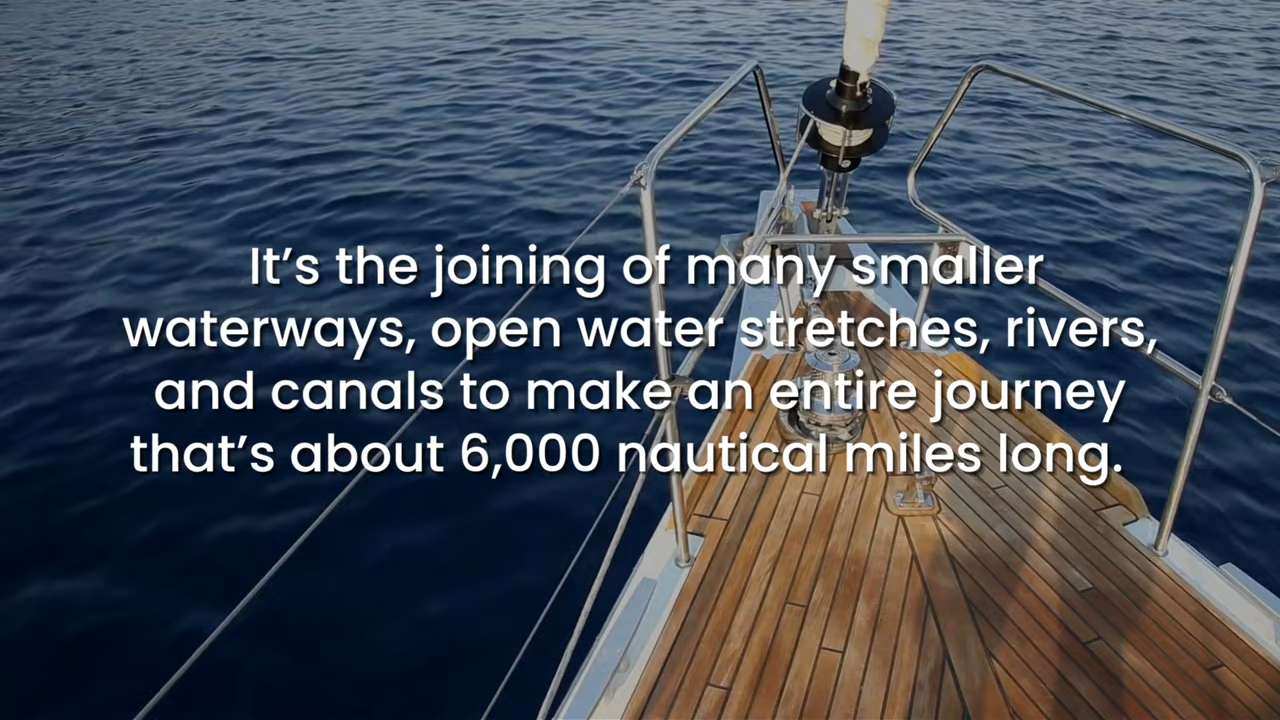 It’s the joining of many smaller
waterways, open water stretches, rivers,
and canals to make an entire journey
that’s about 6,000 nautical miles long.